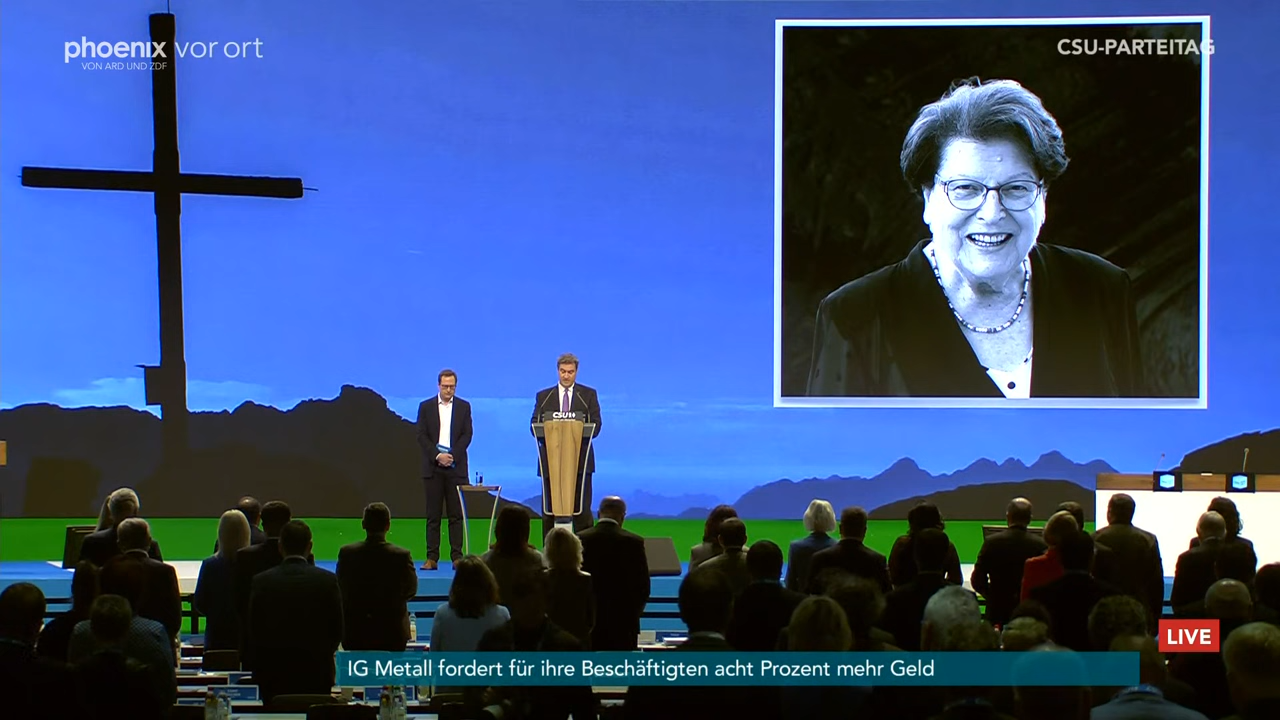 phoenix vor ort
VON ARD UND ZDF
CSU-PARTEITAG
CSU
LIVE
IG Metall fordert für ihre Beschäftigten acht Prozent mehr Geld